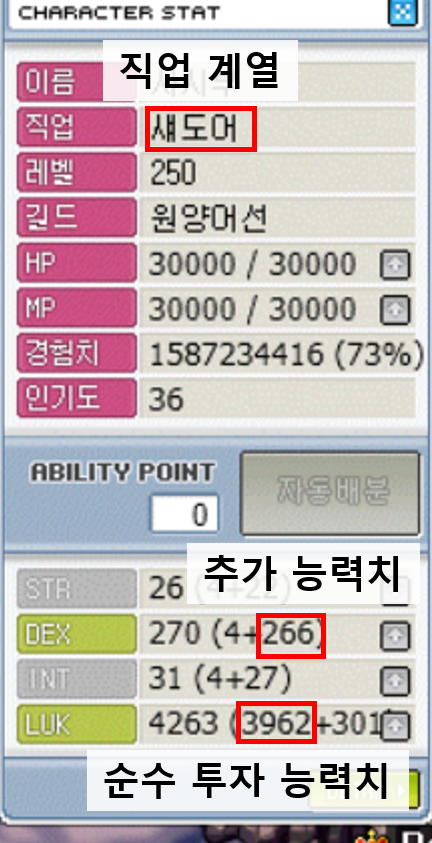 CHARACTER STAT
직업 계열
이름
직업 섀도어
레벨 250
길드 원양어선
HP 30000 / 30000
MP 30000 / 30000
경험치 1587234416 (73%)
인기도 36
ABILITY POINT
0
자동배분
추가 능력치
STR 26 (4+22)
DEX 270 (4+266)
INT 31 (4+27)
LUK 4263 (3962+301
순수 투자 능력치